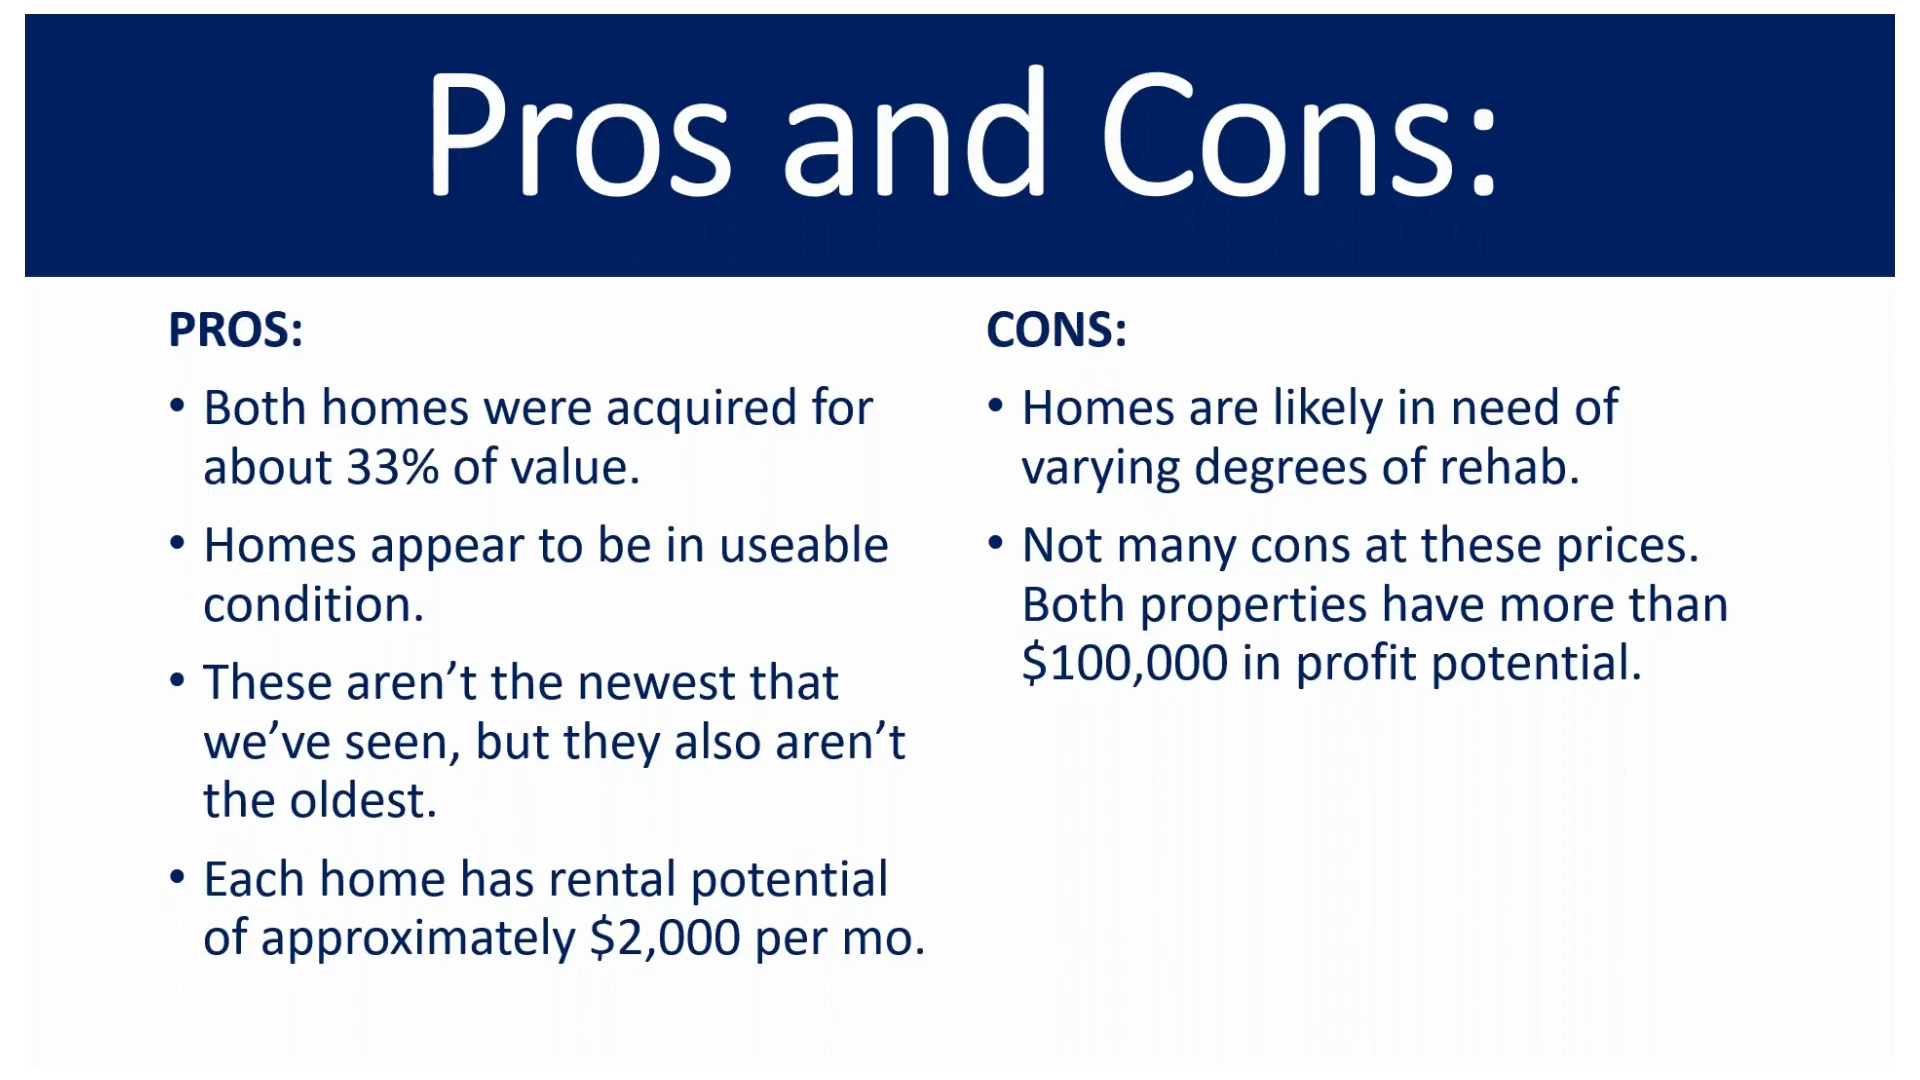 Pros and Cons:
PROS:
• Both homes were acquired for
about 33% of value.
• Homes appear to be in useable
condition.
• These aren’t the newest that
we’ve seen, but they also aren’t
the oldest.
• Each home has rental potential
of approximately $2,000 per mo.
CONS:
• Homes are likely in need of
varying degrees of rehab.
• Not many cons at these prices.
Both properties have more than
$100,000 in profit potential.